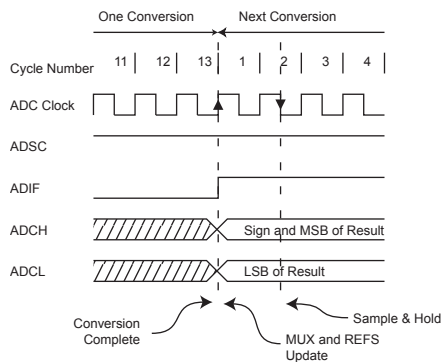 One Conversion Next Conversion
Cycle Number 11 12 13 1 2 3 4
ADC Clock
ADSC
ADIF
ADCH Sign and MSB of Result
ADCL LSB of Result
Sample & Hold
Conversion
Complete
MUX and REFS
Update